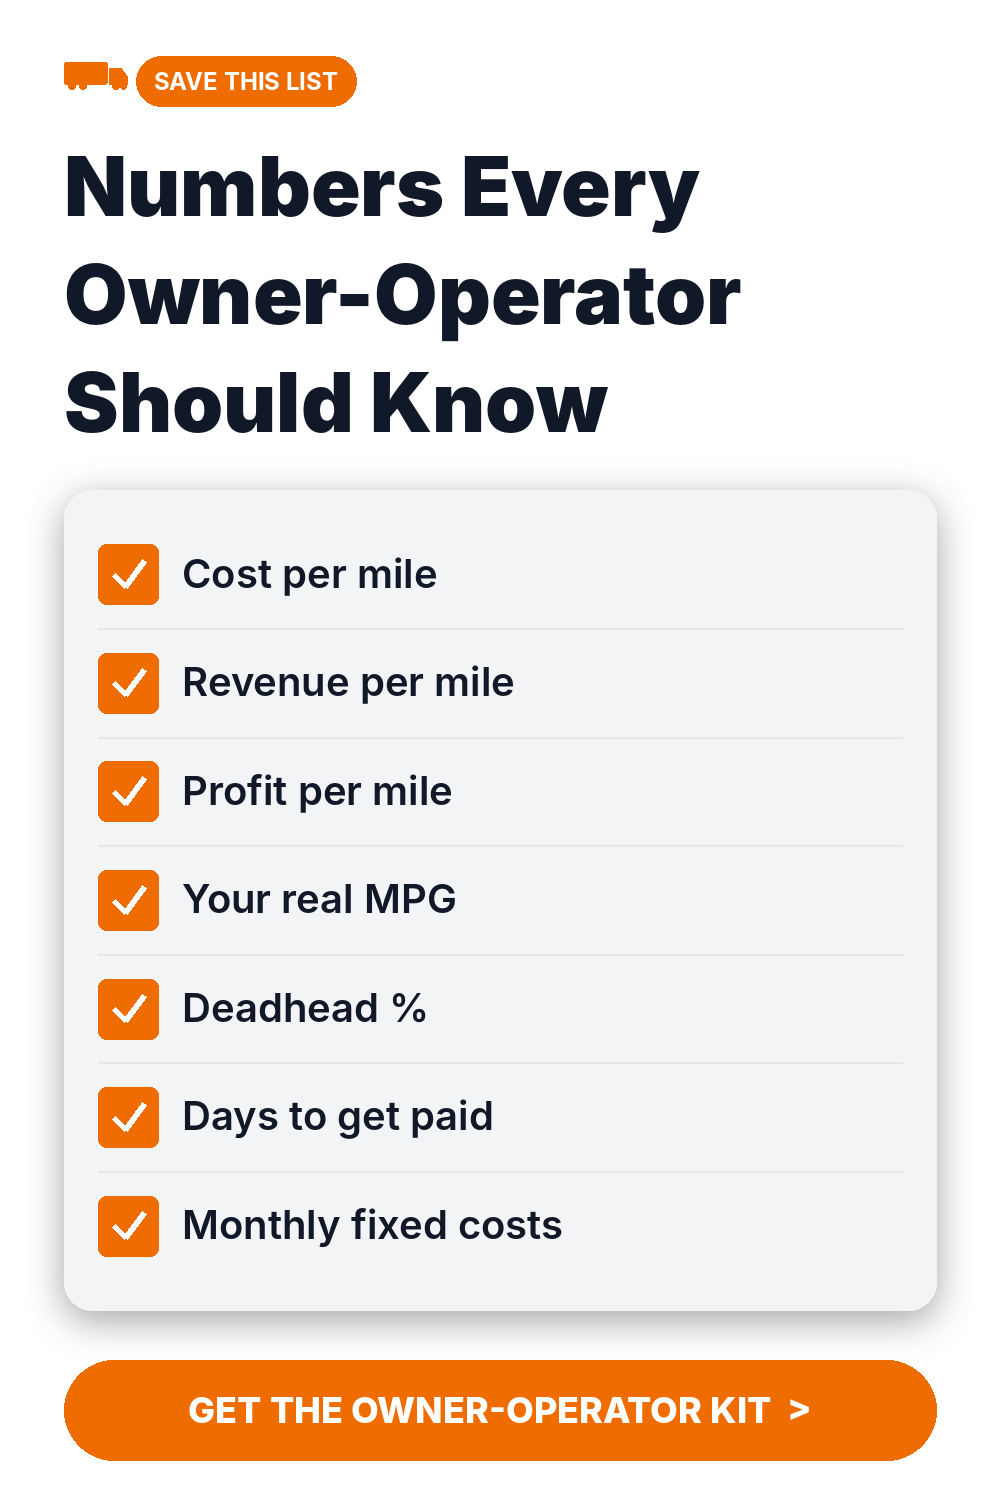 SAVE THIS LIST
Numbers Every
Owner-Operator
Should Know
Cost per mile
Revenue per mile
Profit per mile
Your real MPG
Deadhead %
Days to get paid
Monthly fixed costs
GET THE OWNER-OPERATOR KIT >